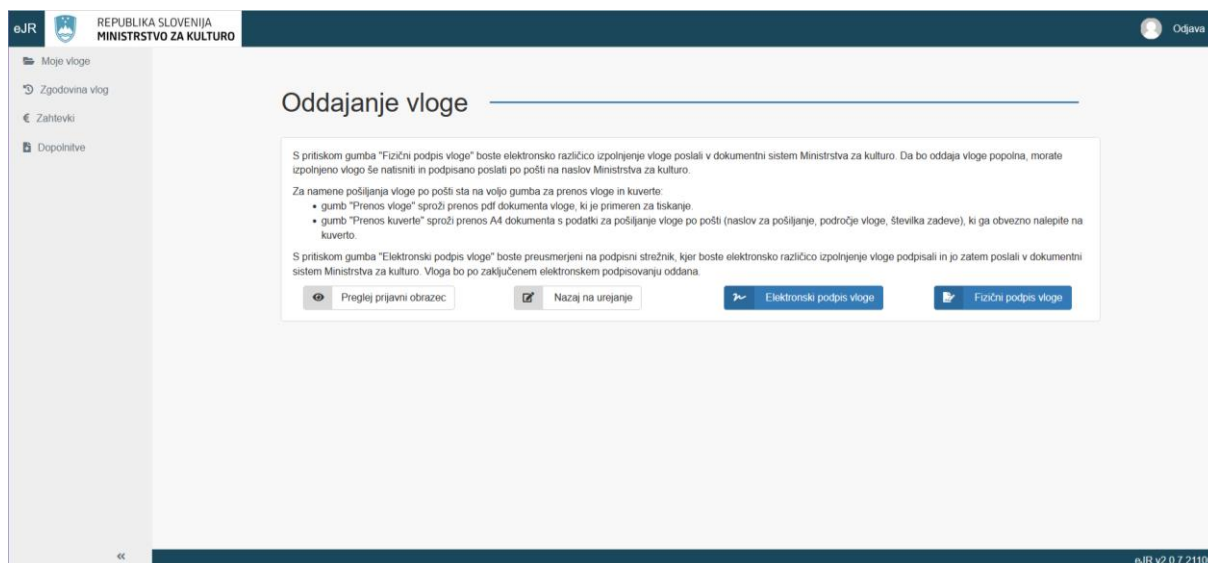 eJR
REPUBLIKA SLOVENIJA
MINISTRSTVO ZA KULTURO
Odjava
Moje vloge
Zgodovina vlog
€ Zahtevki
Dopolnitve
Oddajanje vloge
S pritiskom gumba "Fizični podpis vloge" boste elektronsko različico izpolnjenje vloge poslali v dokumentni sistem Ministrstva za kulturo. Da bo oddaja vloge popolna, morate
izpolnjeno vlogo še natisniti in podpisano poslati po pošti na naslov Ministrstva za kulturo.
Za namene pošiljanja vloge po pošti sta na voljo gumba za prenos vloge in kuverte:
• gumb "Prenos vloge" sproži prenos pdf dokumenta vloge, ki je primeren za tiskanje.
• gumb "Prenos kuverte" sproži prenos A4 dokumenta s podatki za pošiljanje vloge po pošti (naslov za pošiljanje, področje vloge, številka zadeve), ki ga obvezno nalepite na
kuverto.
S pritiskom gumba "Elektronski podpis vloge" boste preusmerjeni na podpisni strežnik, kjer boste elektronsko različico izpolnjenje vloge podpisali in jo zatem poslali v dokumentni
sistem Ministrstva za kulturo. Vloga bo po zaključenem elektronskem podpisovanju oddana.
Preglej prijavni obrazec
Nazaj na urejanje
Elektronski podpis vloge
Fizični podpis vloge
«
eJR v2.0.7.2110